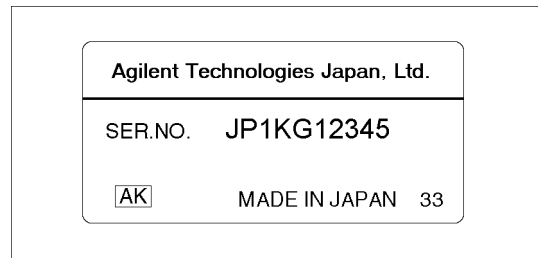 Agilent Technologies Japan, Ltd.
SER.NO. JP1KG12345
AK MADE IN JAPAN 33